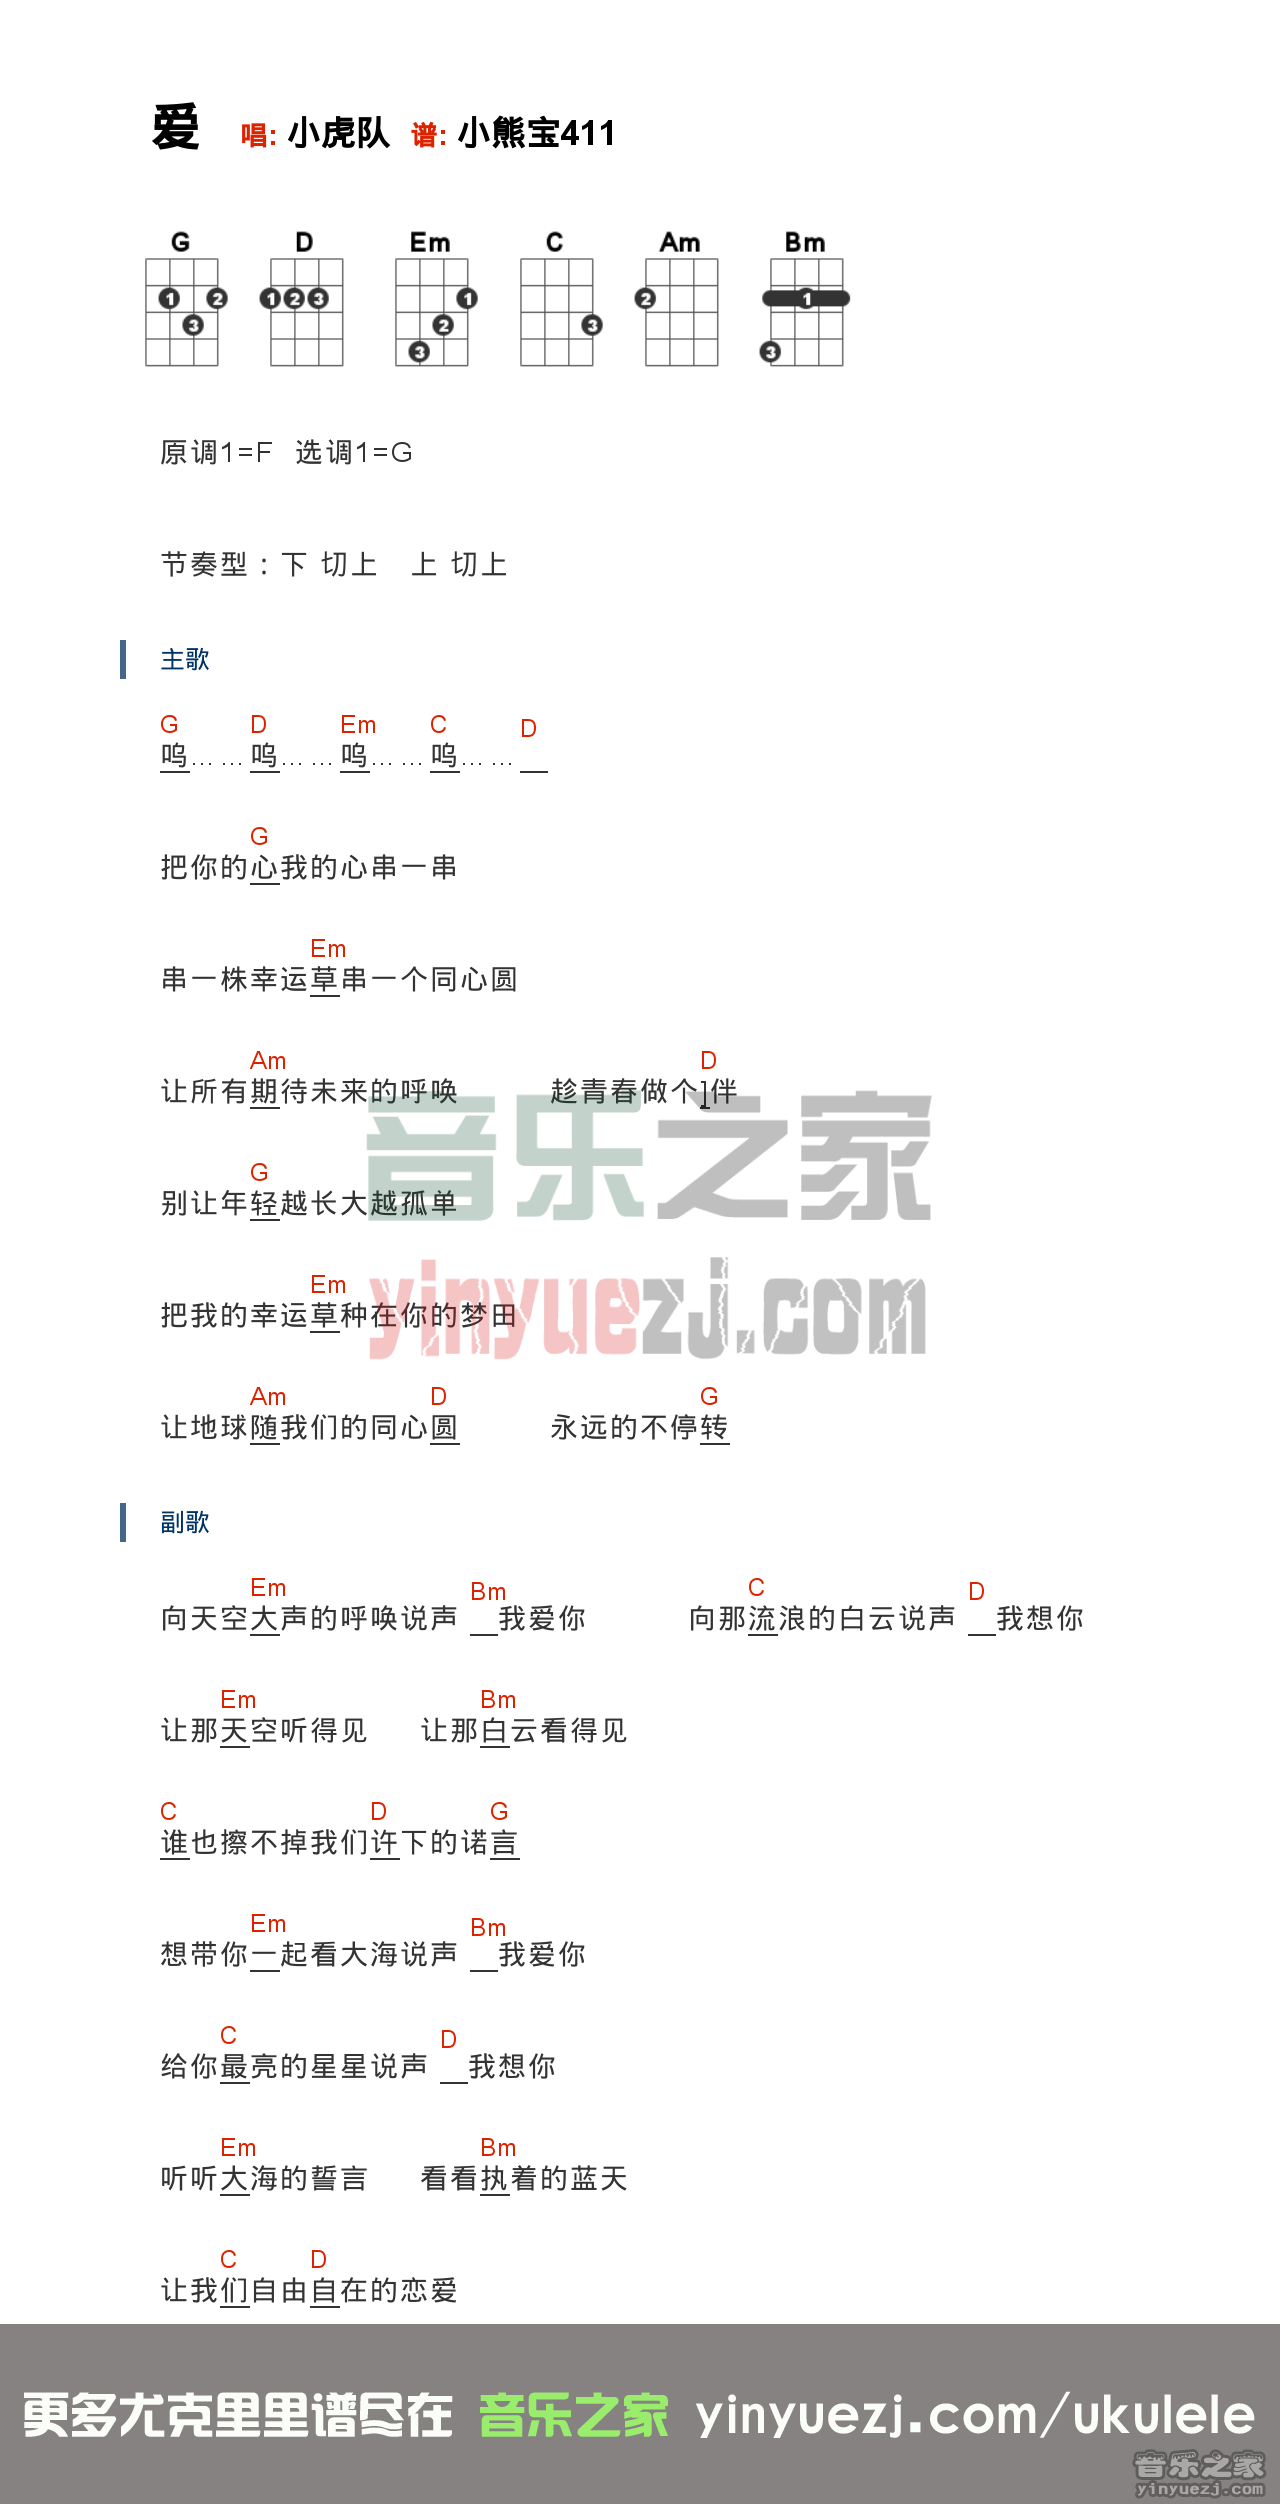 爱 唱: 小虎队 谱: 小熊宝411
G D Em C Am Bm
1 2 3 1 2 3 1 2 3 3 2 1 3
原调1=F 选调1=G
节奏型：下 切上 上 切上
主歌
G D Em C D
呜… …呜… …呜… …呜… …
G
把你的心我的心串一串
Em
串一株幸运草串一个同心圆
Am D
让所有期待未来的呼唤 趁青春做个]伴
G
别让年轻越长大越孤单
Em
把我的幸运草种在你的梦田
Am D G
让地球随我们的同心圆 永远的不停转
音乐之家
yinyuezj.com
副歌
Em Bm C D
向天空大声的呼唤说声 我爱你 向那流浪的白云说声 我想你
Em Bm
让那天空听得见 让那白云看得见
C D G
谁也擦不掉我们许下的诺言
Em Bm
想带你一起看大海说声 我爱你
C D
给你最亮的星星说声 我想你
Em Bm
听听大海的誓言 看看执着的蓝天
C D
让我们自由自在的恋爱
更多尤克里里谱尽在 音乐之家 yinyuezj.com/ukulele
音乐之家
yinyuezj.com